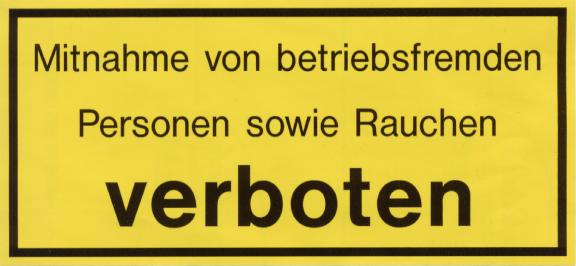 Mitnahme von betriebsfremden
Personen sowie Rauchen
verboten